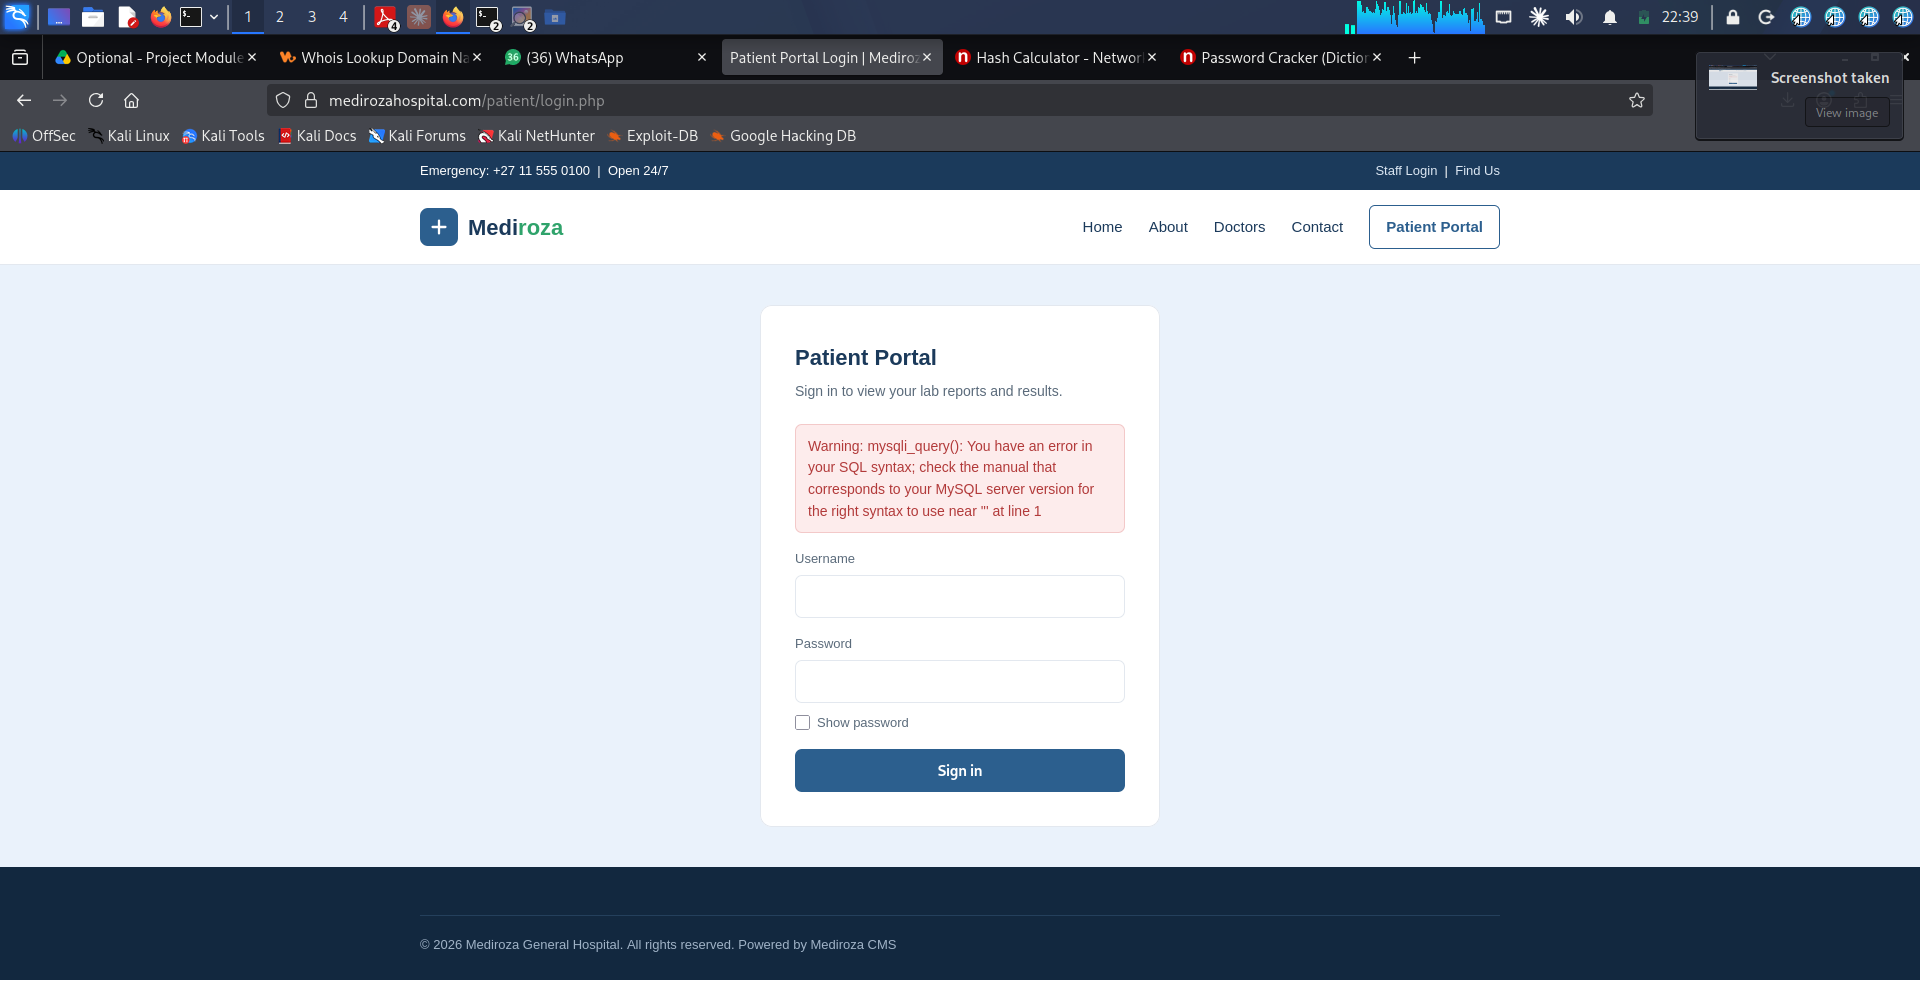 1 2 3 4 4 2 2 22:39
Optional - Project Module Whois Lookup Domain Na 36 (36) WhatsApp Patient Portal Login | Mediroz Hash Calculator - Networ Password Cracker (Diction
Screenshot taken
View image
medirozahospital.com/patient/login.php
OffSec Kali Linux Kali Tools Kali Docs Kali Forums Kali NetHunter Exploit-DB Google Hacking DB
Emergency: +27 11 555 0100 | Open 24/7 Staff Login | Find Us
Mediroza Home About Doctors Contact Patient Portal
Patient Portal
Sign in to view your lab reports and results.
Warning: mysqli_query(): You have an error in
your SQL syntax; check the manual that
corresponds to your MySQL server version for
the right syntax to use near ''' at line 1
Username
Password
Show password
Sign in
© 2026 Mediroza General Hospital. All rights reserved. Powered by Mediroza CMS